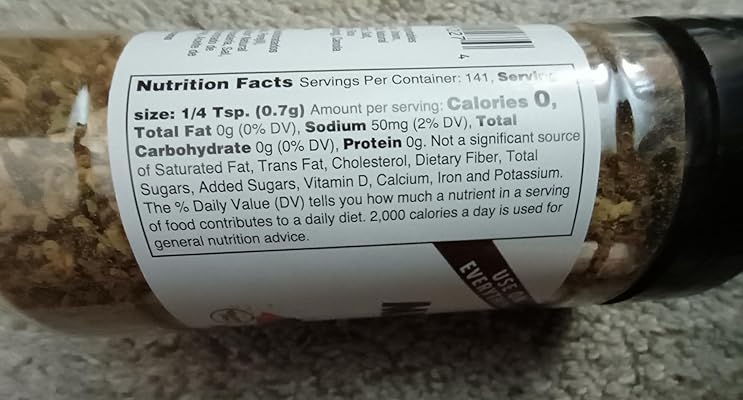 Nutrition Facts Servings Per Container: 141, Serving
size: 1/4 Tsp. (0.7g) Amount per serving: Calories 0,
Total Fat 0g (0% DV), Sodium 50mg (2% DV), Total
Carbohydrate 0g (0% DV), Protein 0g. Not a significant source
of Saturated Fat, Trans Fat, Cholesterol, Dietary Fiber, Total
Sugars, Added Sugars, Vitamin D, Calcium, Iron and Potassium.
The % Daily Value (DV) tells you how much a nutrient in a serving
of food contributes to a daily diet. 2,000 calories a day is used for
general nutrition advice.
USE